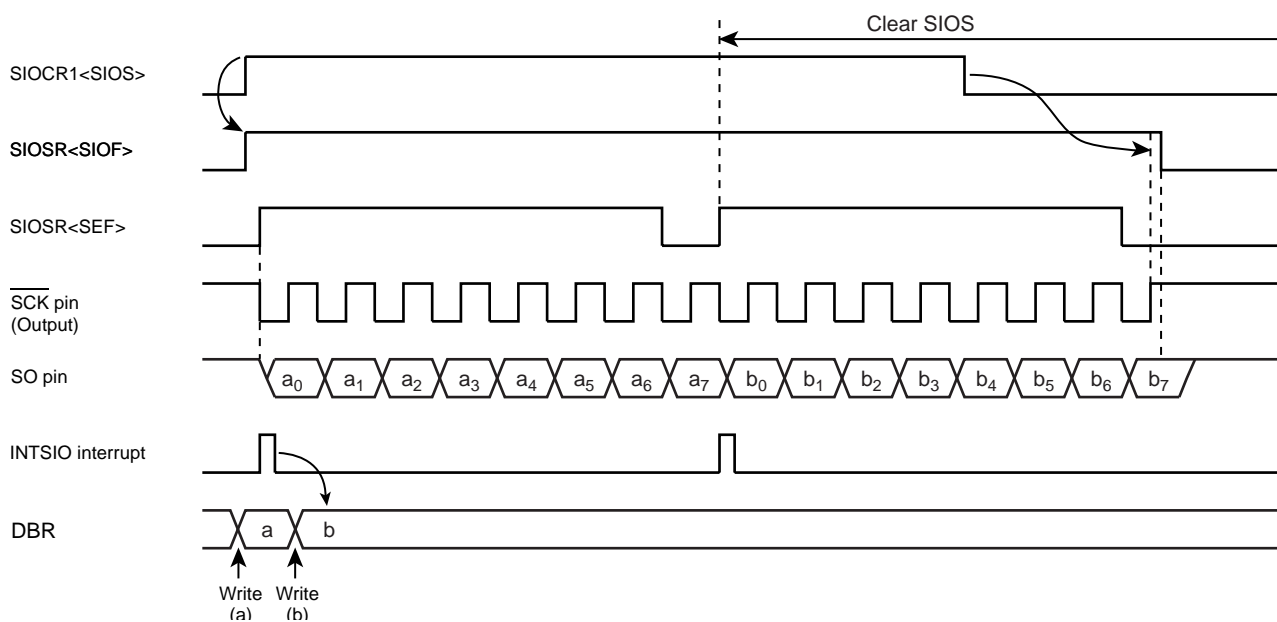 Clear SIOS
SIOCR1<SIOS>
SIOSR<SIOF>
SIOSR<SEF>
SCK pin
(Output)
SO pin
a0 a1 a2 a3 a4 a5 a6 a7 b0 b1 b2 b3 b4 b5 b6 b7
INTSIO interrupt
DBR
a b
Write Write
(a) (b)